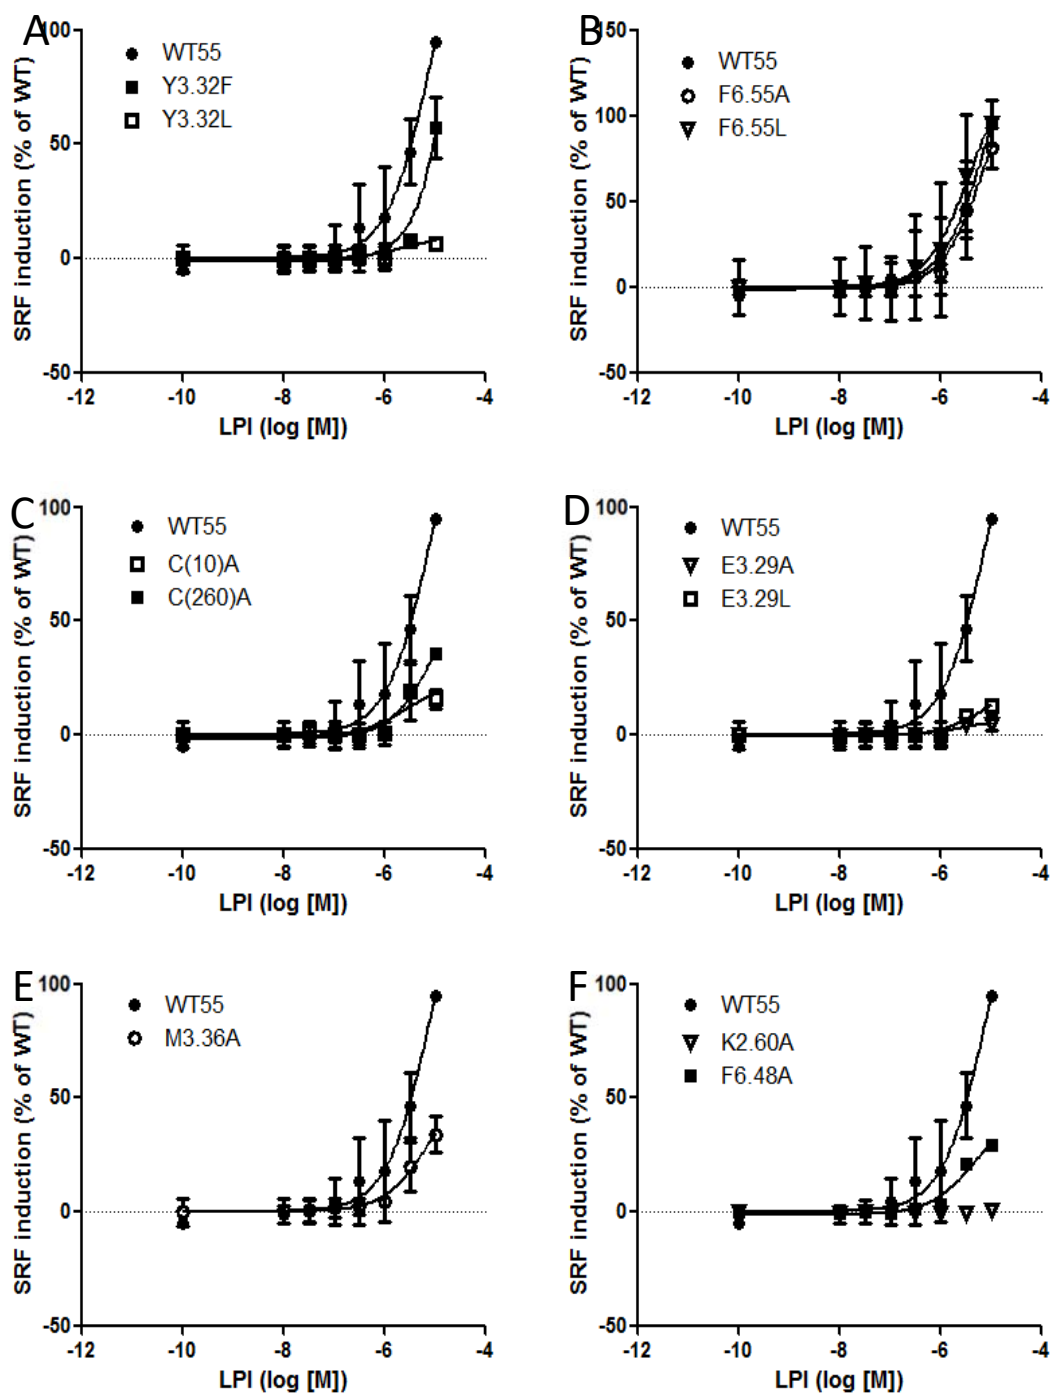 A
SRF induction (% of WT)
100
50
0
-50
WT55
Y3.32F
Y3.32L
-12 -10 -8 -6 -4
LPI (log [M])
B
SRF induction (% of WT)
150
100
50
0
-50
WT55
F6.55A
F6.55L
-12 -10 -8 -6 -4
LPI (log [M])
C
SRF induction (% of WT)
100
50
0
-50
WT55
C(10)A
C(260)A
-12 -10 -8 -6 -4
LPI (log [M])
D
SRF induction (% of WT)
100
50
0
-50
WT55
E3.29A
E3.29L
-12 -10 -8 -6 -4
LPI (log [M])
E
SRF induction (% of WT)
100
50
0
-50
WT55
M3.36A
-12 -10 -8 -6 -4
LPI (log [M])
F
SRF induction (% of WT)
100
50
0
-50
WT55
K2.60A
F6.48A
-12 -10 -8 -6 -4
LPI (log [M])